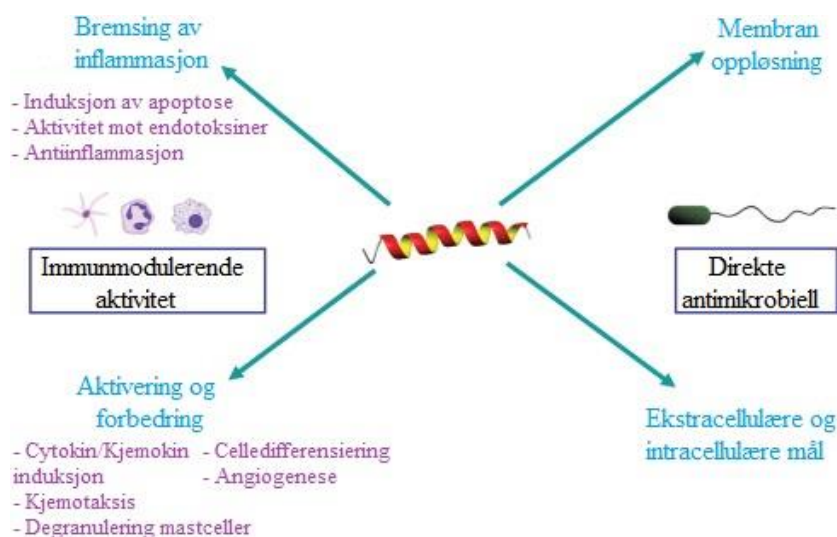 Bremsing av
inflammasjon
- Induksjon av apoptose
- Aktivitet mot endotoksiner
- Antiinflammasjon
Membran
oppløsning
Immunmodulerende
aktivitet
Direkte
antimikrobiell
Aktivering og
forbedring
- Cytokin/Kjemokin
induksjon
- Kjemotaksis
- Degranulering mastceller
- Celledifferensiering
- Angiogenese
Ekstracellulære og
intracellulære mål